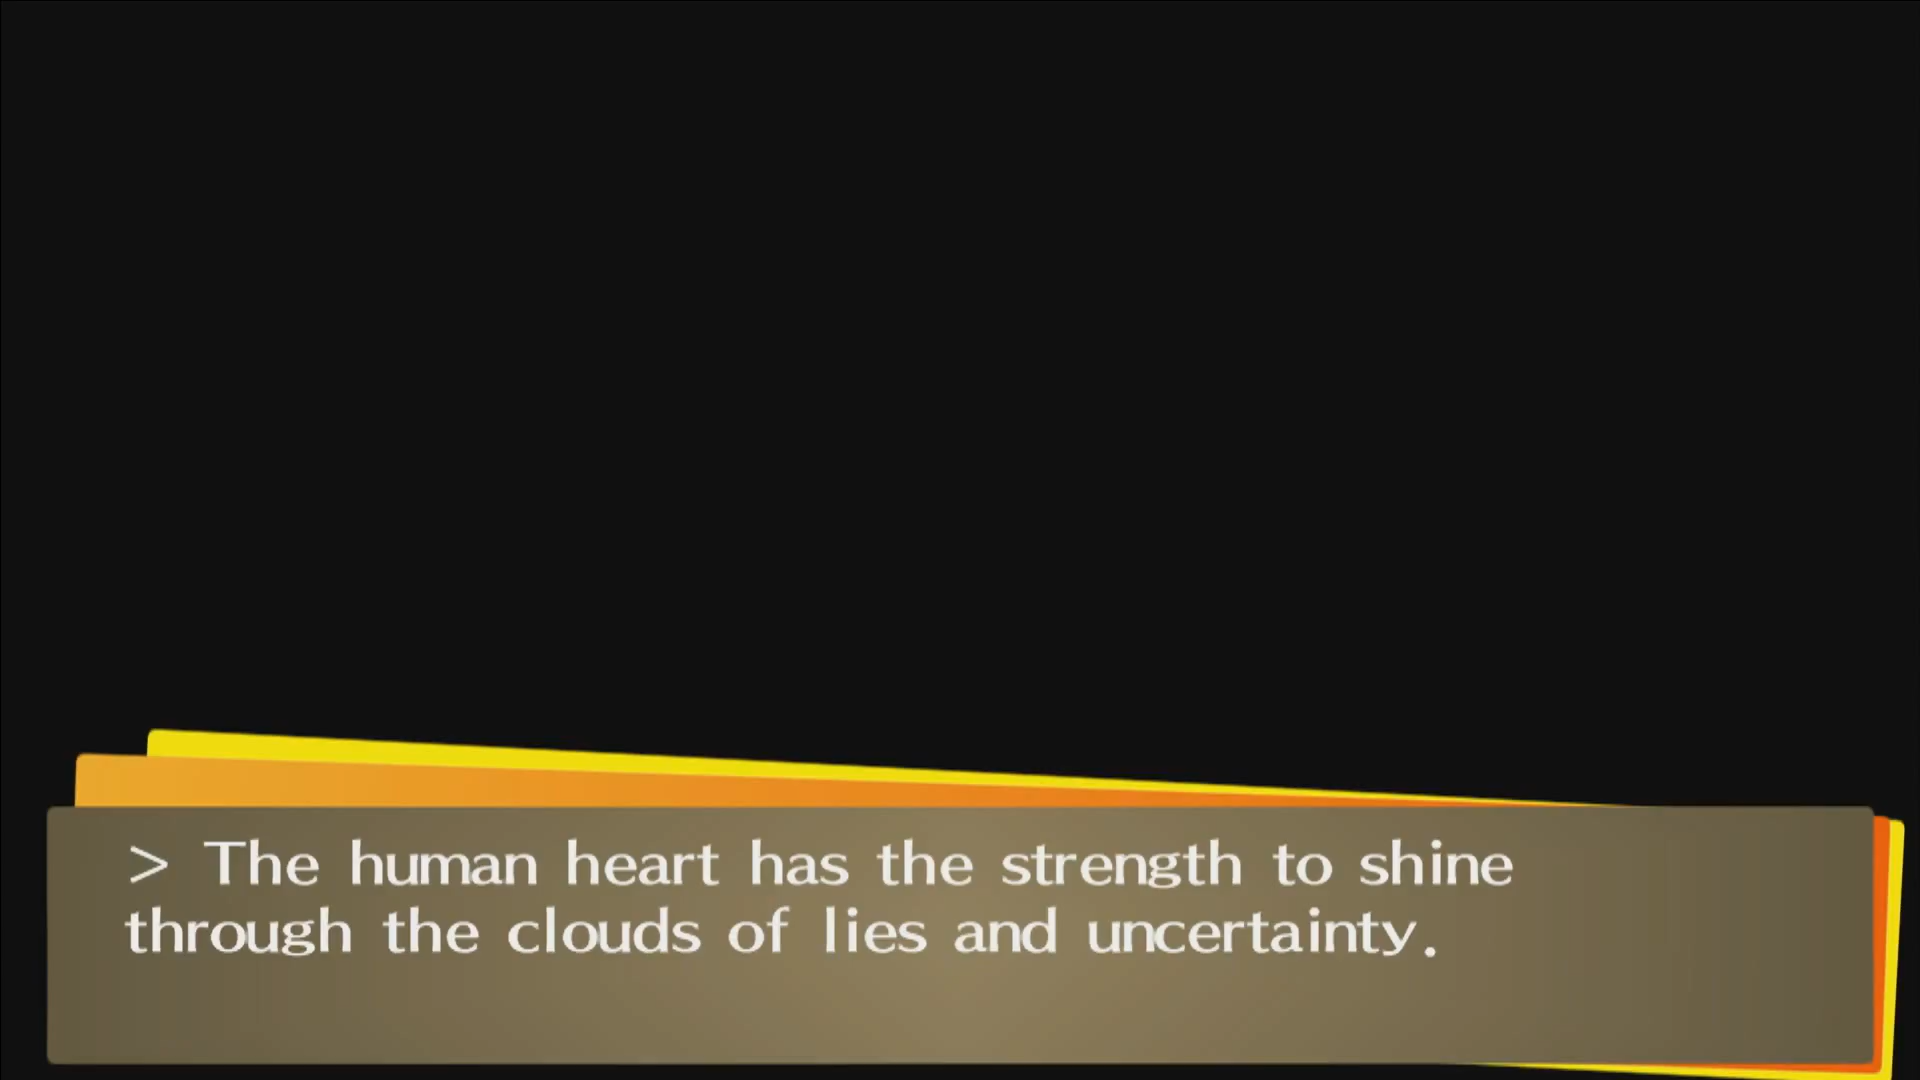 > The human heart has the strength to shine
through the clouds of lies and uncertainty.